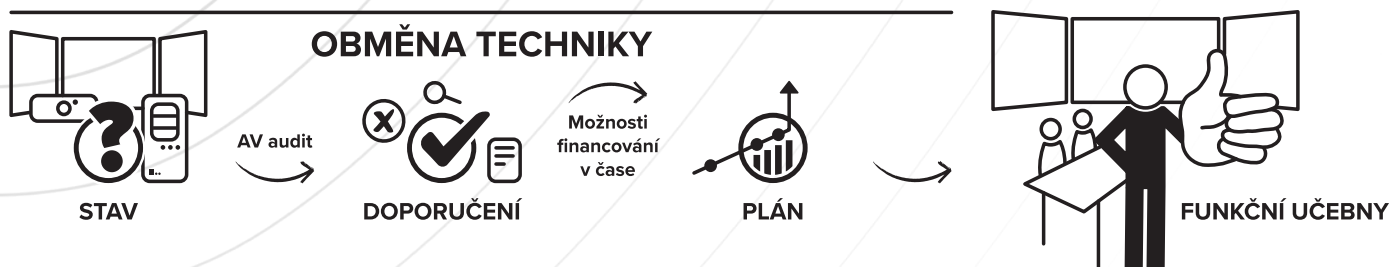 OBMĚNA TECHNIKY
AV audit
Možnosti
financování
v čase
STAV
DOPORUČENÍ
PLÁN
FUNKČNÍ UČEBNY